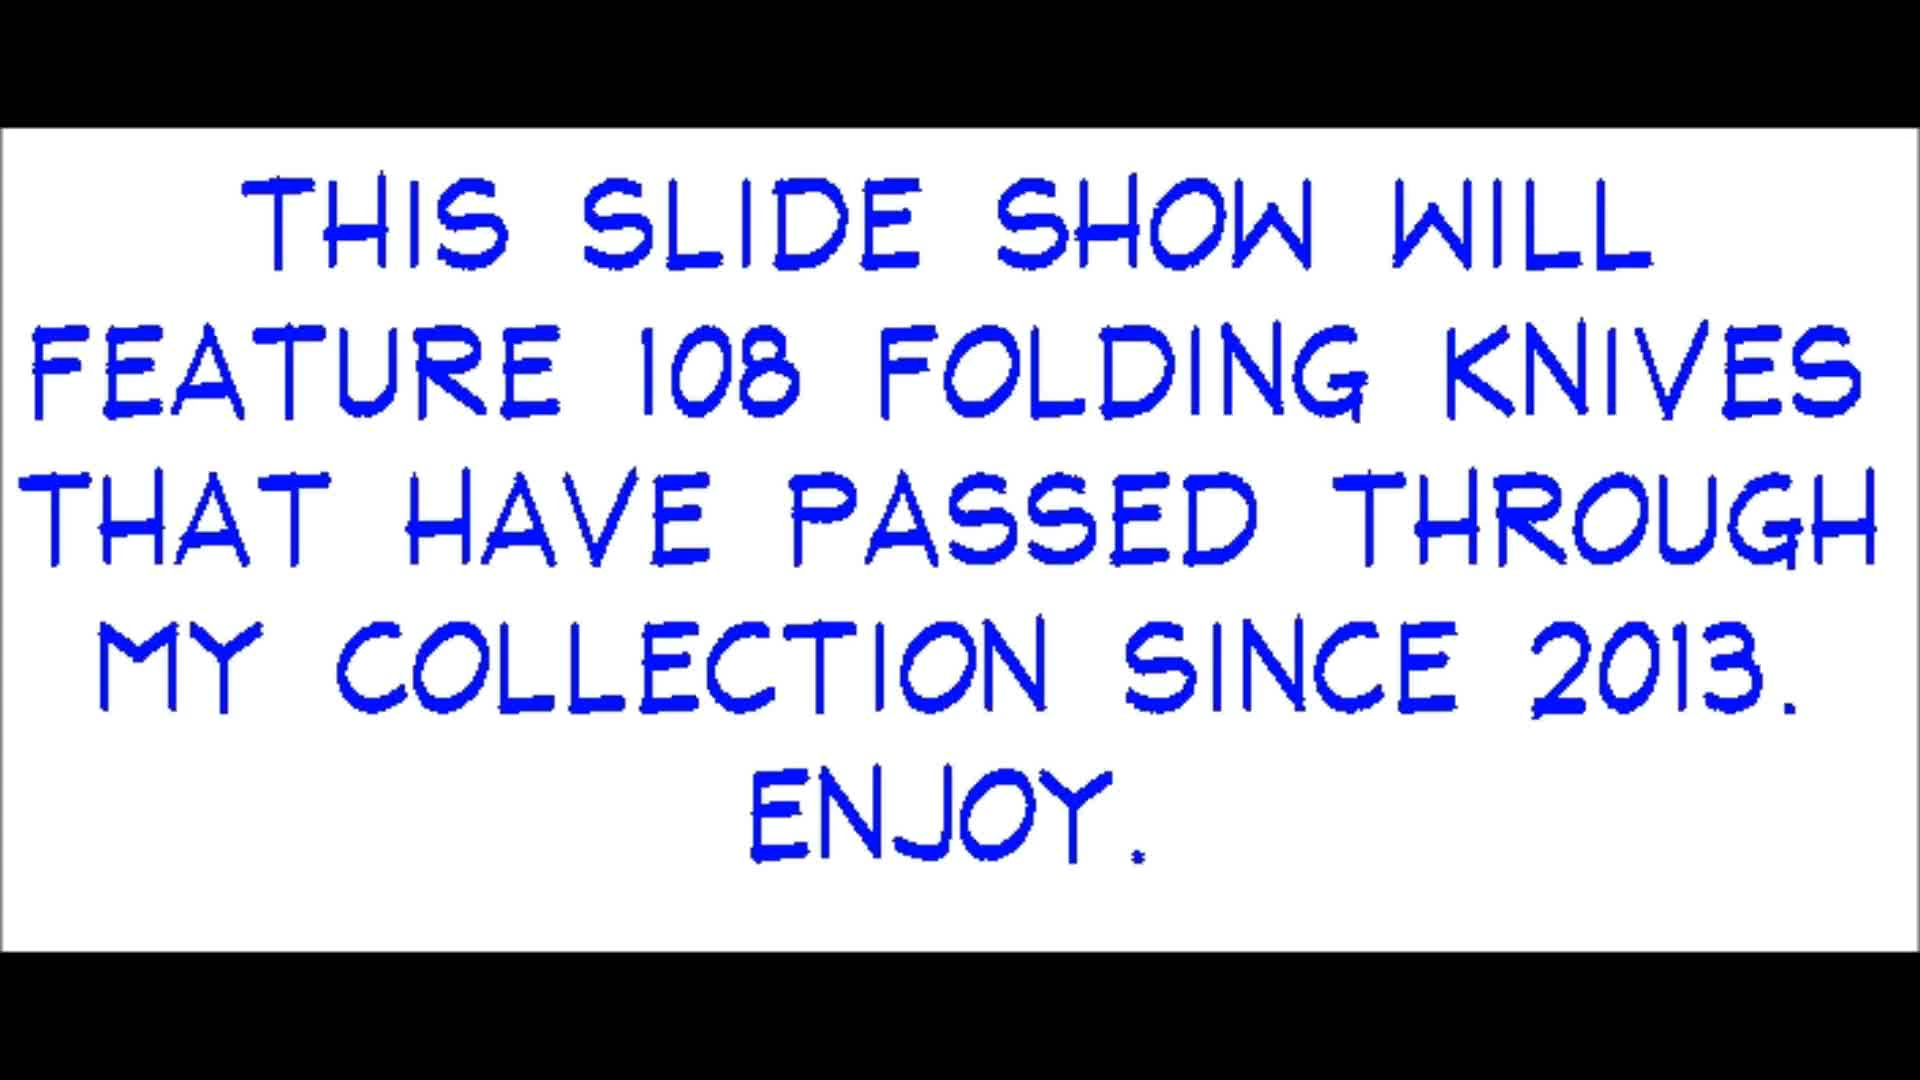 THIS SLIDE SHOW WILL
FEATURE 108 FOLDING KNIVES
THAT HAVE PASSED THROUGH
MY COLLECTION SINCE 2013.
ENJOY.